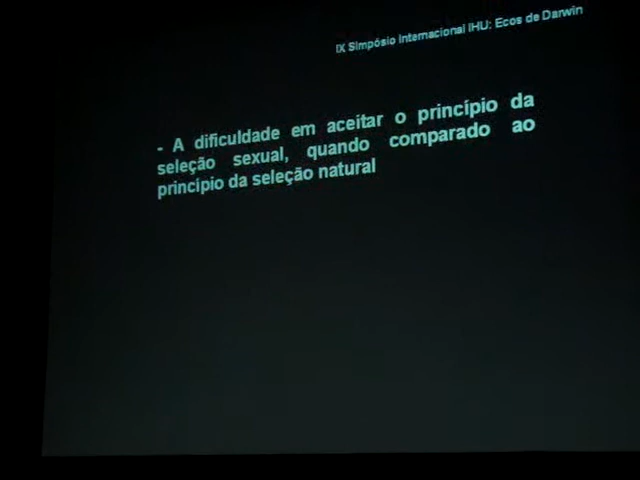 IX Simpósio Internacional IHU: Ecos de Darwin
- A dificuldade em aceitar o princípio da
seleção sexual, quando comparado ao
princípio da seleção natural